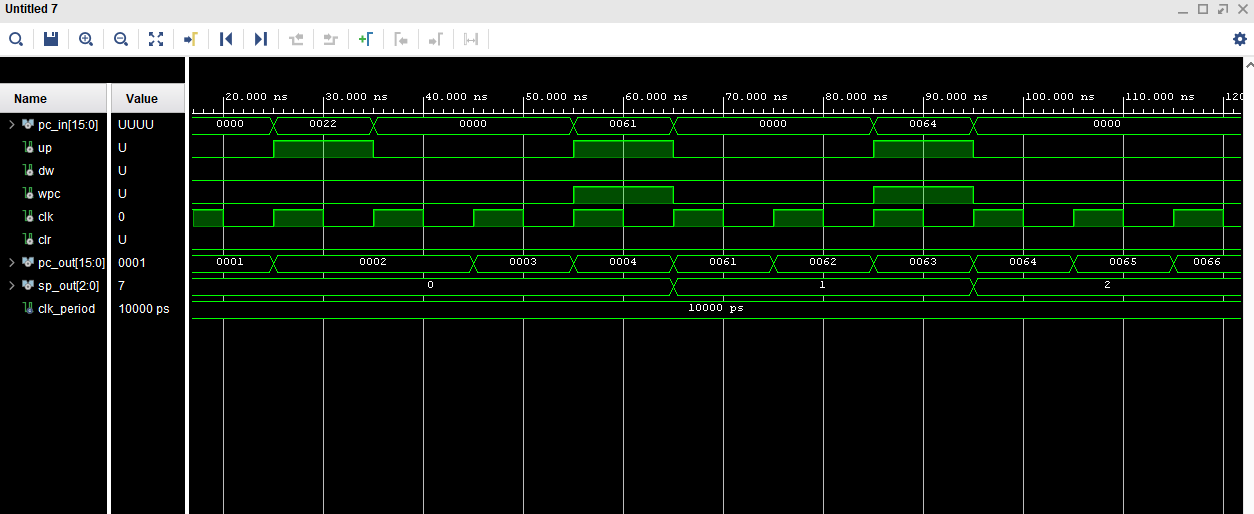 Untitled 7
Name Value
20.000 ns 30.000 ns 40.000 ns 50.000 ns 60.000 ns 70.000 ns 80.000 ns 90.000 ns 100.000 ns 110.000 ns 120
pc_in[15:0] UUUU 0000 0022 0000 0061 0000 0064 0000
up U
dw U
wpc U
clk 0
clr U
pc_out[15:0] 0001 0001 0002 0003 0004 0061 0062 0063 0064 0065 0066
sp_out[2:0] 7 0 1 2
clk_period 10000 ps 10000 ps